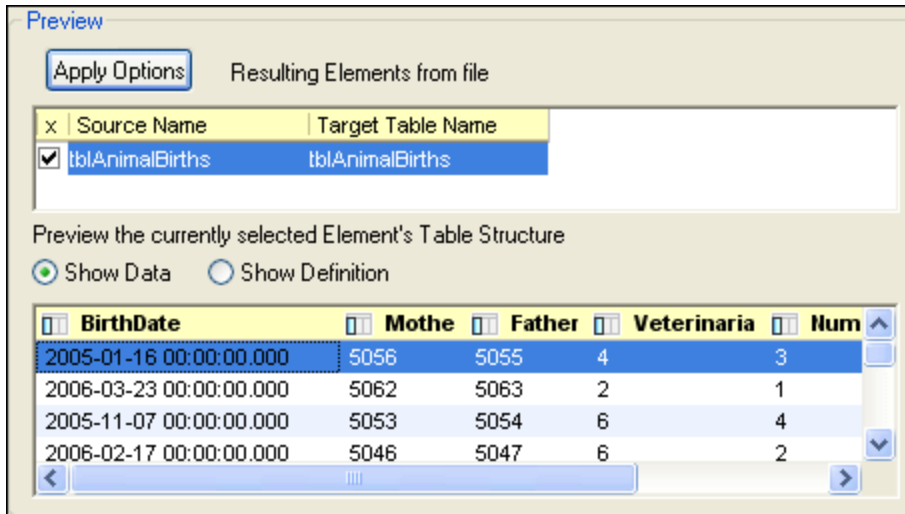 Preview
Apply Options Resulting Elements from file
x Source Name Target Table Name
tblAnimalBirths tblAnimalBirths
Preview the currently selected Element's Table Structure
Show Data Show Definition
BirthDate Mothe Father Veterinaria Num
2005-01-16 00:00:00.000 5056 5055 4 3
2006-03-23 00:00:00.000 5062 5063 2 1
2005-11-07 00:00:00.000 5053 5054 6 4
2006-02-17 00:00:00.000 5046 5047 6 2